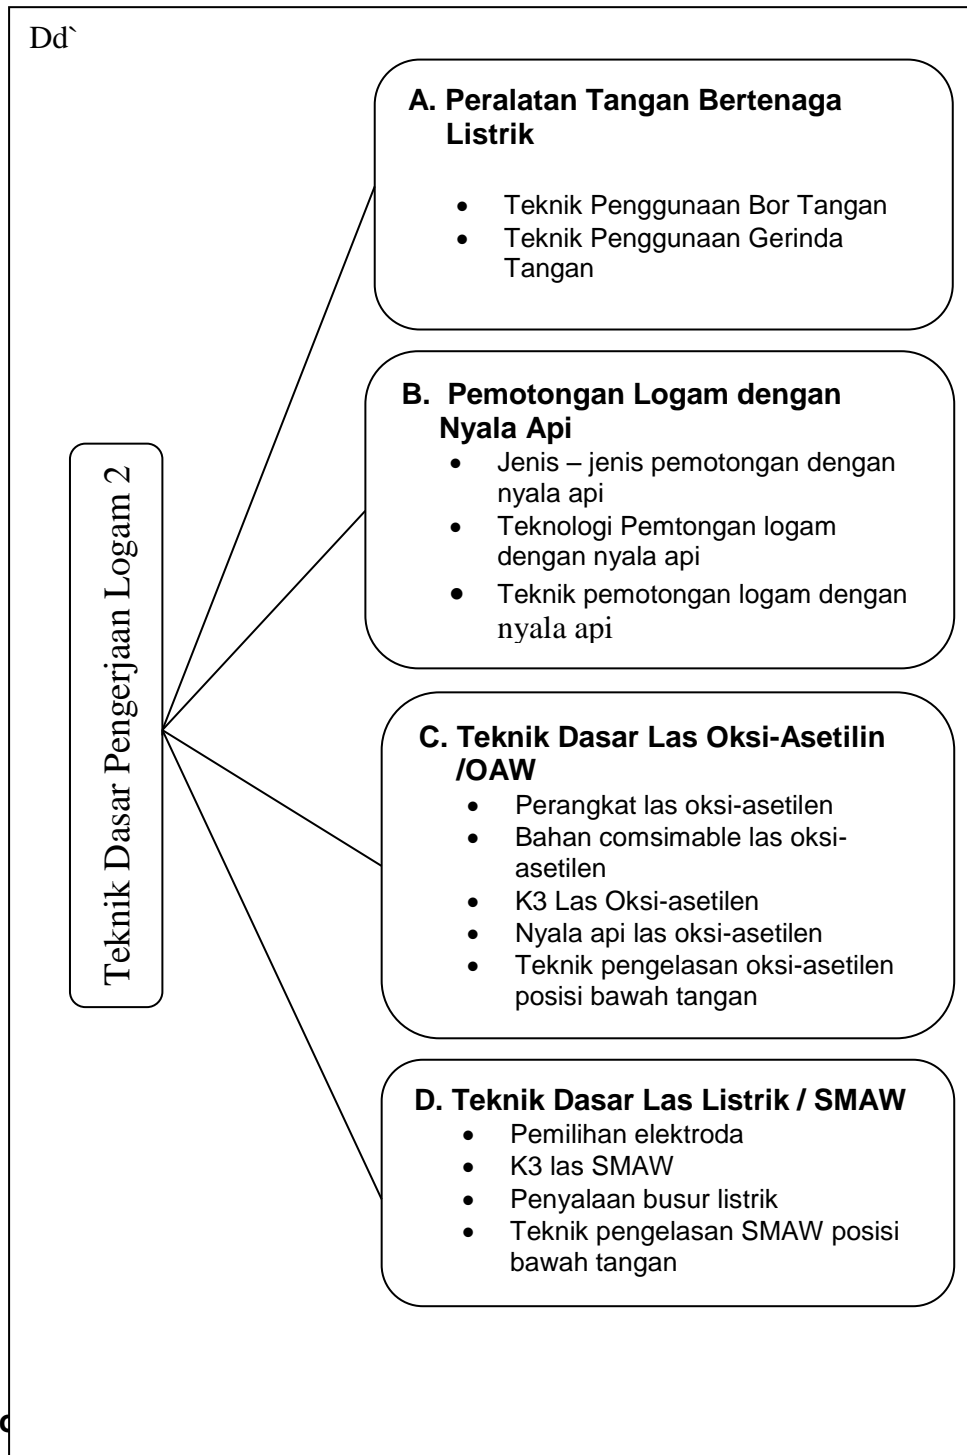 Dd`
A. Peralatan Tangan Bertenaga
Listrik
• Teknik Penggunaan Bor Tangan
• Teknik Penggunaan Gerinda
Tangan
B. Pemotongan Logam dengan
Nyala Api
• Jenis – jenis pemotongan dengan
nyala api
• Teknologi Pemtongan logam
dengan nyala api
• Teknik pemotongan logam dengan
nyala api
Teknik Dasar Pengerjaan Logam 2
C. Teknik Dasar Las Oksi-Asetilin
/OAW
• Perangkat las oksi-asetilen
• Bahan comsimable las oksi-
asetilen
• K3 Las Oksi-asetilen
• Nyala api las oksi-asetilen
• Teknik pengelasan oksi-asetilen
posisi bawah tangan
D. Teknik Dasar Las Listrik / SMAW
• Pemilihan elektroda
• K3 las SMAW
• Penyalaan busur listrik
• Teknik pengelasan SMAW posisi
bawah tangan